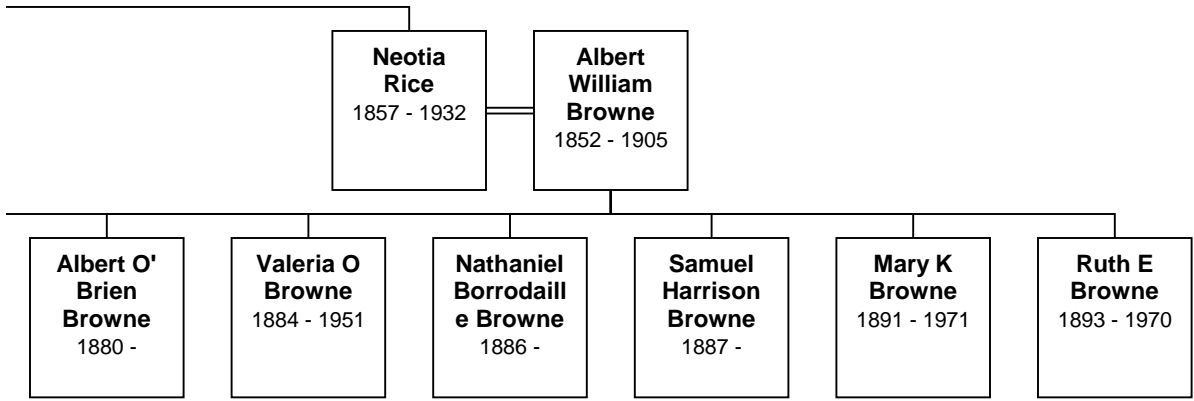 Neotia
Rice
1857 - 1932
Albert
William
Browne
1852 - 1905
Albert O'
Brien
Browne
1880 -
Valeria O
Browne
1884 - 1951
Nathaniel
Borrodaill
e Browne
1886 -
Samuel
Harrison
Browne
1887 -
Mary K
Browne
1891 - 1971
Ruth E
Browne
1893 - 1970